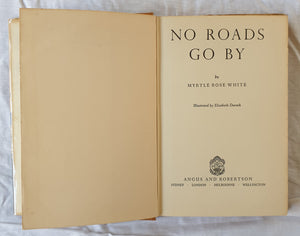 NO ROADS
GO BY
by
MYRTLE ROSE WHITE
Illustrated by Elizabeth Durack
ANGUS AND ROBERTSON
SYDNEY · LONDON · MELBOURNE · WELLINGTON